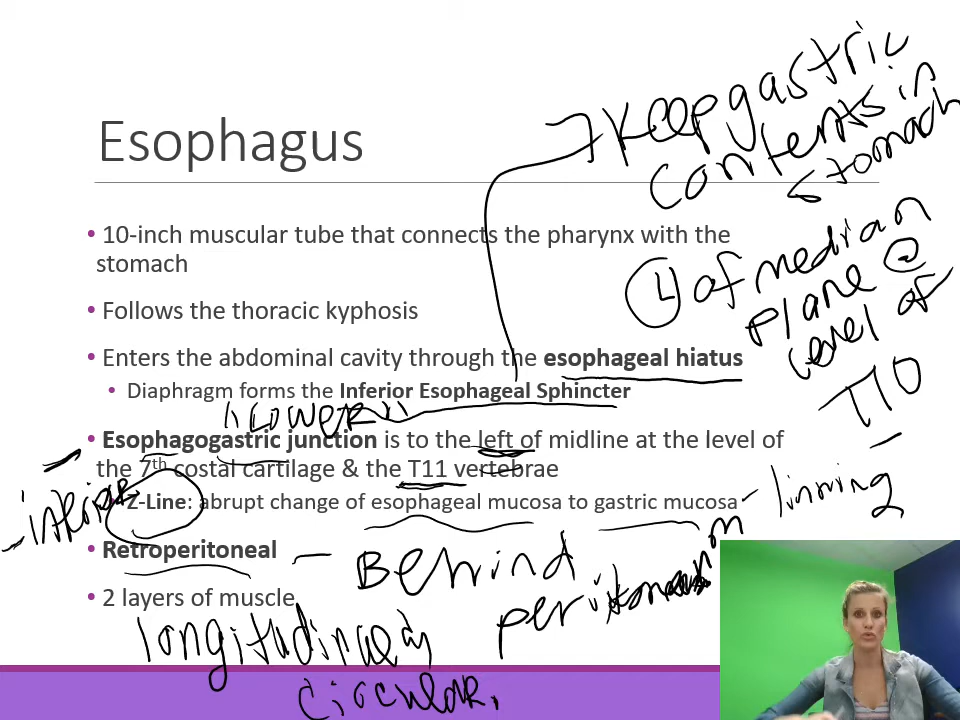 Esophagus
• 10-inch muscular tube that connects the pharynx with the
stomach
• Follows the thoracic kyphosis
• Enters the abdominal cavity through the esophageal hiatus
• Diaphragm forms the Inferior Esophageal Sphincter
"LOWER"
• Esophagogastric junction is to the left of midline at the level of
the 7th costal cartilage & the T11 vertebrae
Z-Line: abrupt change of esophageal mucosa to gastric mucosa
• Retroperitoneal
• 2 layers of muscle
Keep gastric
contents in
stomach
L of median
plane @
level of
T10
lining
Behind
longitudinal
circular.